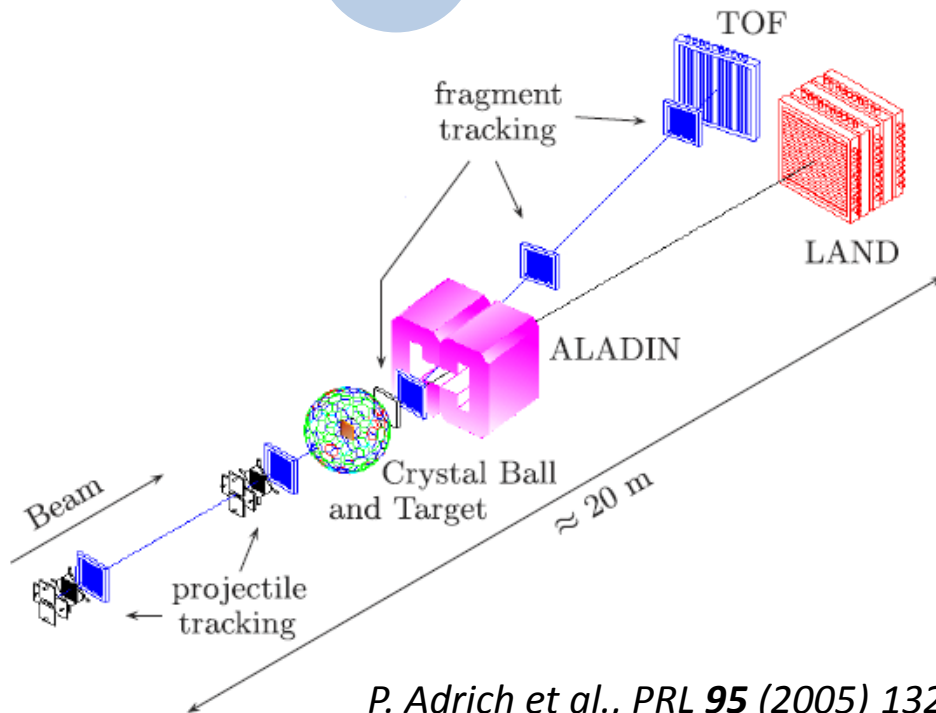 TOF
fragment
tracking
LAND
ALADIN
Crystal Ball
and Target
≈ 20 m
Beam
projectile
tracking
P. Adrich et al., PRL 95 (2005) 132